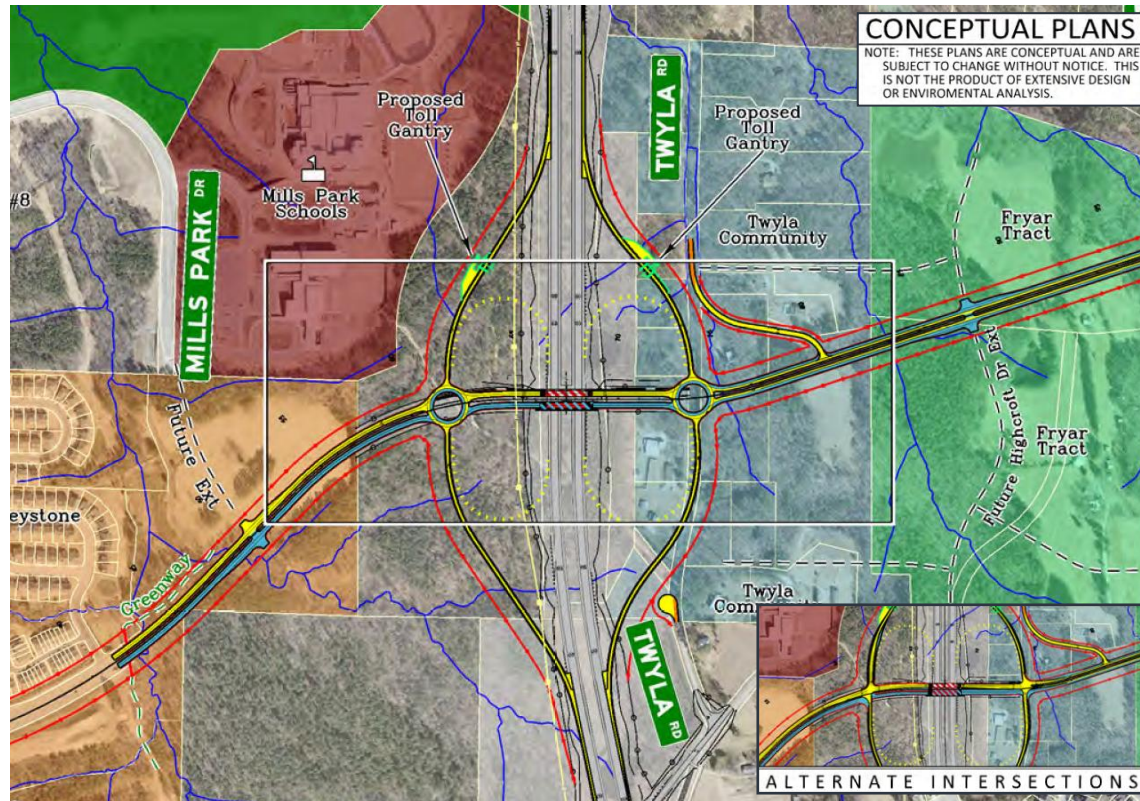 CONCEPTUAL PLANS
NOTE: THESE PLANS ARE CONCEPTUAL AND ARE
SUBJECT TO CHANGE WITHOUT NOTICE. THIS
IS NOT THE PRODUCT OF EXTENSIVE DESIGN
OR ENVIROMENTAL ANALYSIS.
Proposed
Toll
Gantry
TWYLA RD
Proposed
Toll
Gantry
#8
MILLS PARK DR
Mills Park
Schools
Twyla
Community
Fryar
Tract
Future Ext
Future Highcroft Dr Ext
Fryar
Tract
eystone
Greenway
Twyla
Com
TWYLA RD
ALTERNATE INTERSECTIONS